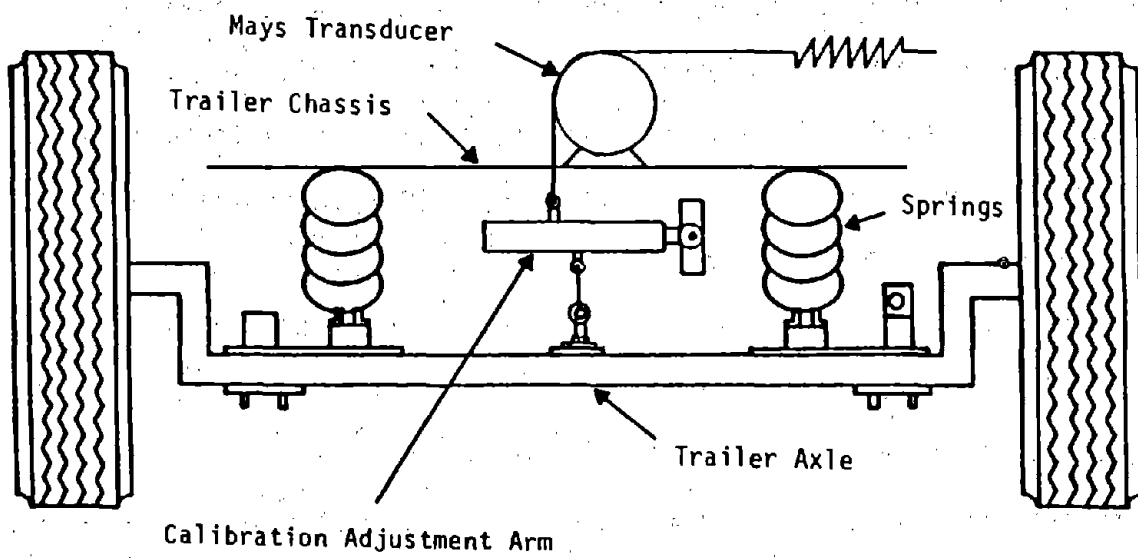 Mays Transducer
Trailer Chassis
Springs
Trailer Axle
Calibration Adjustment Arm